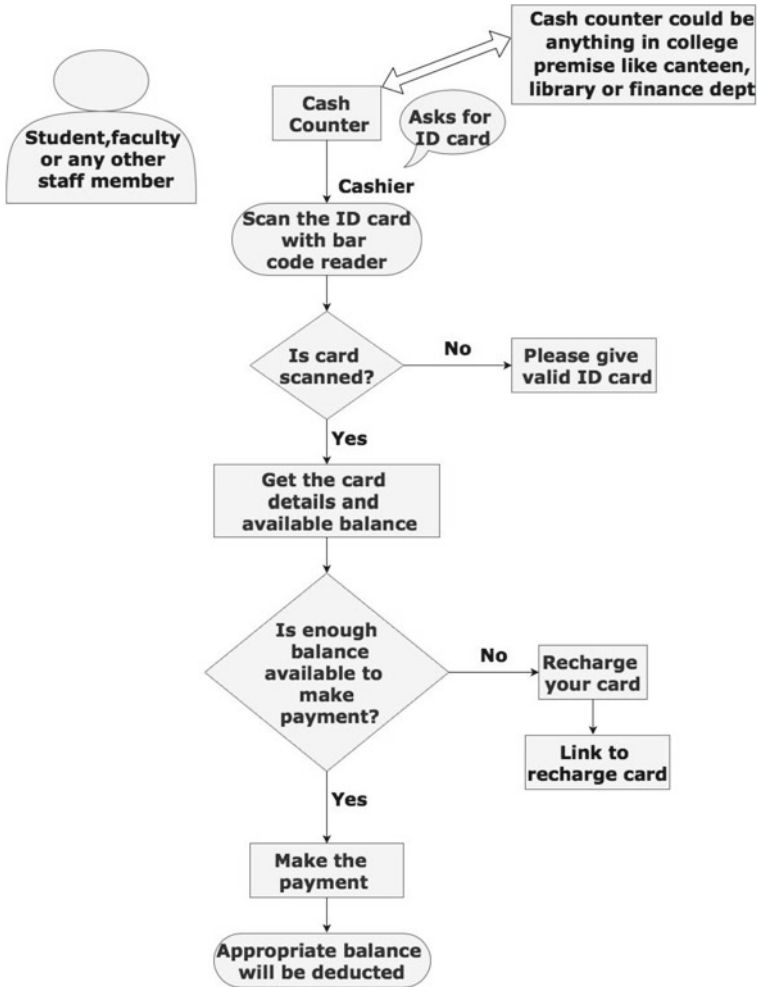 Cash counter could be
anything in college
premise like canteen,
library or finance dept
Student,faculty
or any other
staff member
Cash
Counter
Asks for
ID card
Cashier
Scan the ID card
with bar
code reader
Is card
scanned?
No
Please give
valid ID card
Yes
Get the card
details and
available balance
Is enough
balance
available to
make
payment?
No
Recharge
your card
Link to
recharge card
Yes
Make the
payment
Appropriate balance
will be deducted